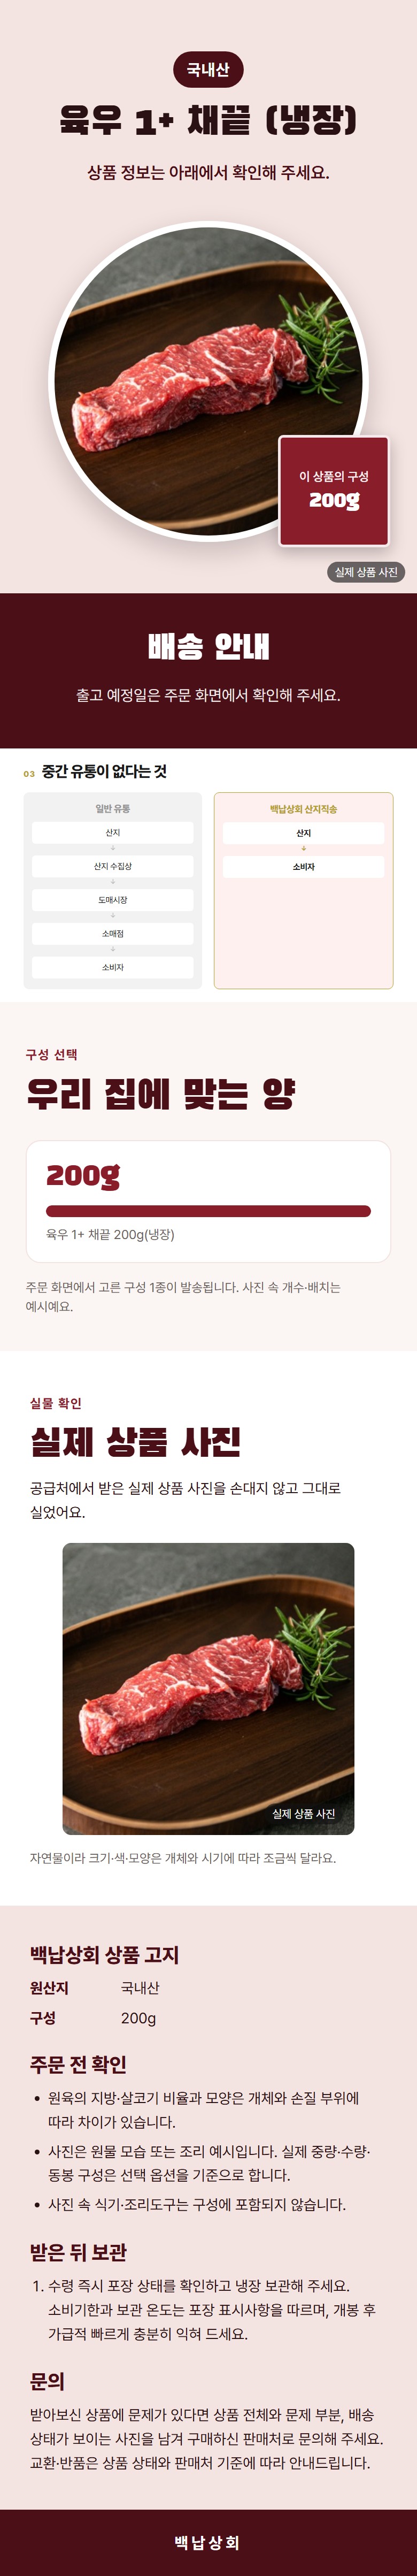 국내산
육우 1+ 채끝 (냉장)
상품 정보는 아래에서 확인해 주세요.
이 상품의 구성
200g
실제 상품 사진
배송 안내
출고 예정일은 주문 화면에서 확인해 주세요.
03 중간 유통이 없다는 것
일반 유통
산지
↓
산지 수집상
↓
도매시장
↓
소매점
↓
소비자
백납상회 산지직송
산지
↓
소비자
구성 선택
우리 집에 맞는 양
200g
육우 1+ 채끝 200g(냉장)
주문 화면에서 고른 구성 1종이 발송됩니다. 사진 속 개수·배치는
예시예요.
실물 확인
실제 상품 사진
공급처에서 받은 실제 상품 사진을 손대지 않고 그대로
실었어요.
실제 상품 사진
자연물이라 크기·색·모양은 개체와 시기에 따라 조금씩 달라요.
백납상회 상품 고지
원산지 국내산
구성 200g
주문 전 확인
• 원육의 지방·살코기 비율과 모양은 개체와 손질 부위에
따라 차이가 있습니다.
• 사진은 원물 모습 또는 조리 예시입니다. 실제 중량·수량·
동봉 구성은 선택 옵션을 기준으로 합니다.
• 사진 속 식기·조리도구는 구성에 포함되지 않습니다.
받은 뒤 보관
1. 수령 즉시 포장 상태를 확인하고 냉장 보관해 주세요.
소비기한과 보관 온도는 포장 표시사항을 따르며, 개봉 후
가급적 빠르게 충분히 익혀 드세요.
문의
받아보신 상품에 문제가 있다면 상품 전체와 문제 부분, 배송
상태가 보이는 사진을 남겨 구매하신 판매처로 문의해 주세요.
교환·반품은 상품 상태와 판매처 기준에 따라 안내드립니다.
백납상회